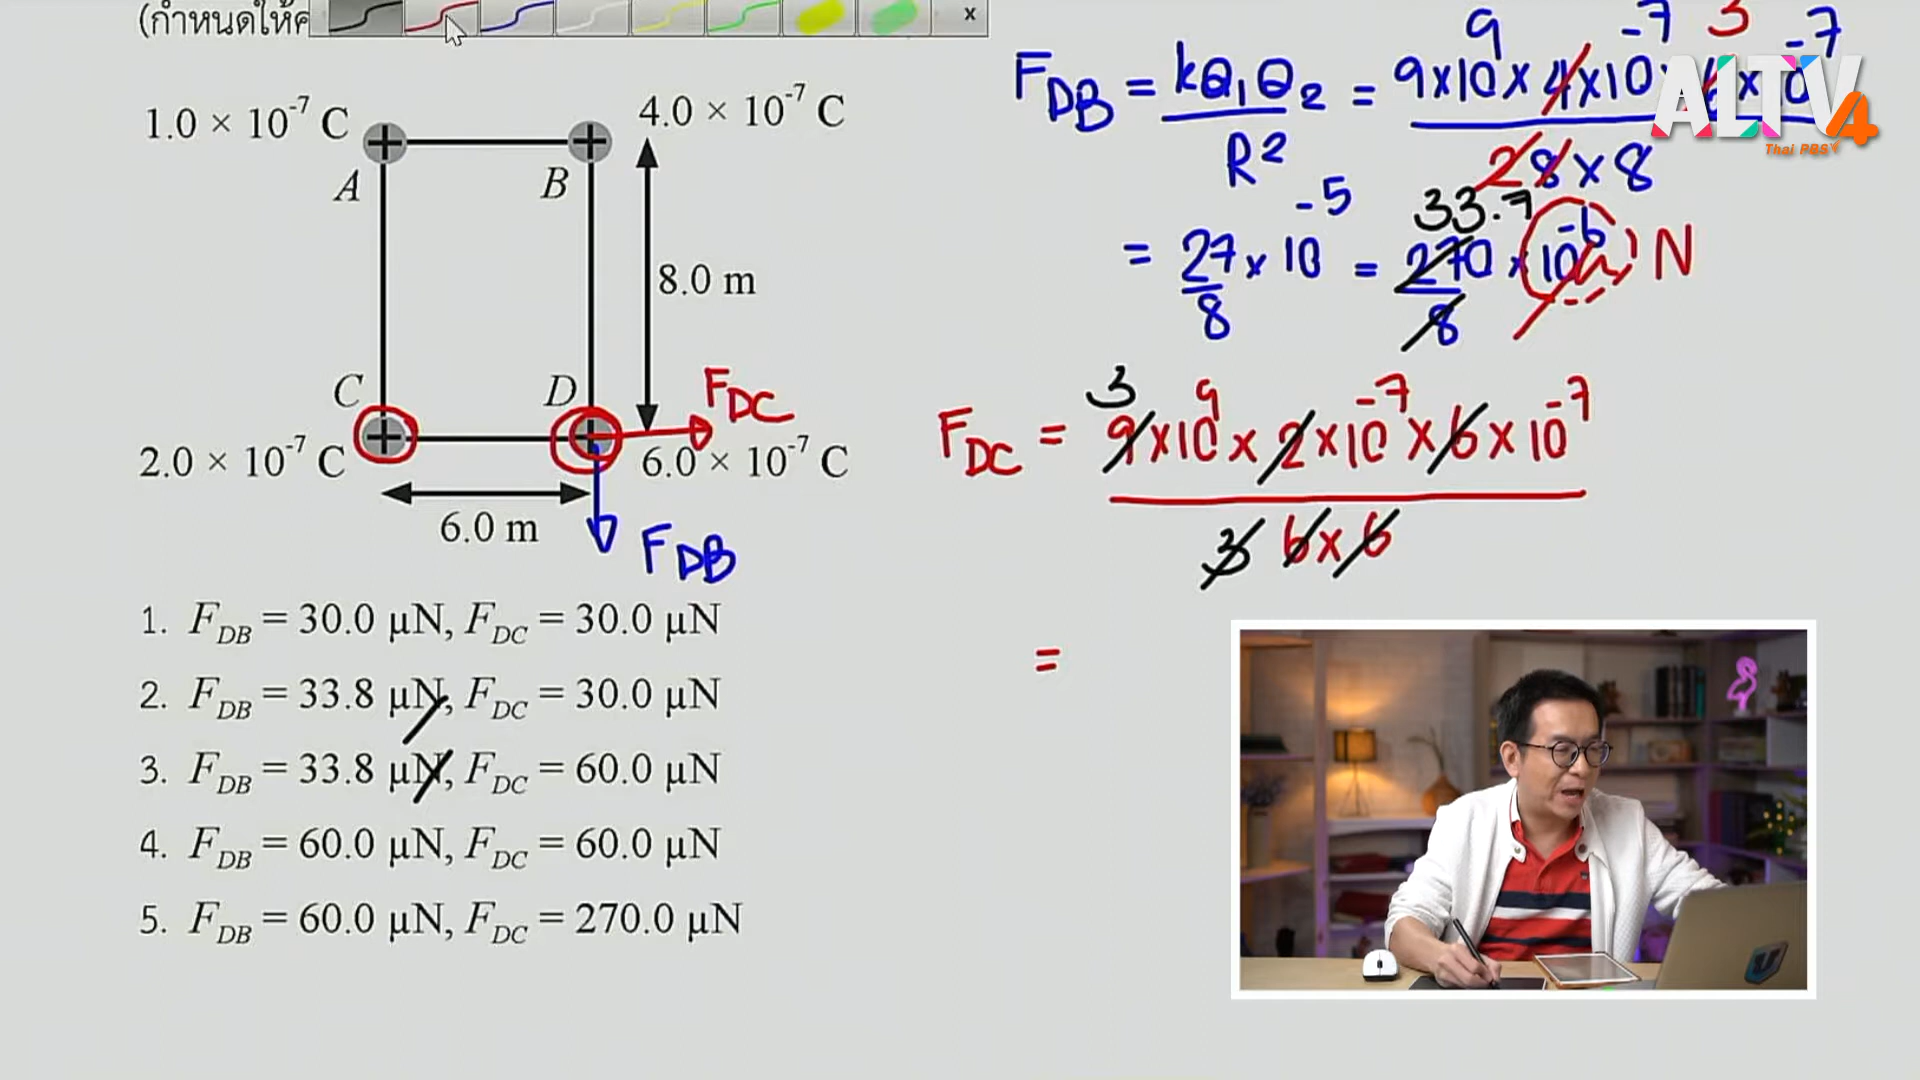 (กำหนดให้ค
x
1.0 × 10⁻⁷ C
4.0 × 10⁻⁷ C
A
B
8.0 m
C
D
F_DC
2.0 × 10⁻⁷ C
6.0 × 10⁻⁷ C
6.0 m
F_DB
1. F_DB = 30.0 μN, F_DC = 30.0 μN
2. F_DB = 33.8 μN, F_DC = 30.0 μN
3. F_DB = 33.8 μN, F_DC = 60.0 μN
4. F_DB = 60.0 μN, F_DC = 60.0 μN
5. F_DB = 60.0 μN, F_DC = 270.0 μN
F_DB = kQ₁Q₂ / R² = 9×10⁹ × 4×10⁻⁷ × 6×10⁻⁷ / 8×8
3
2
33.7
= 27/8 × 10⁻⁵ = 270/8 × 10⁻⁶ N
F_DC = 9×10⁹ × 2×10⁻⁷ × 6×10⁻⁷ / 6×6
3
3
=
ALTV4
Thai PBS